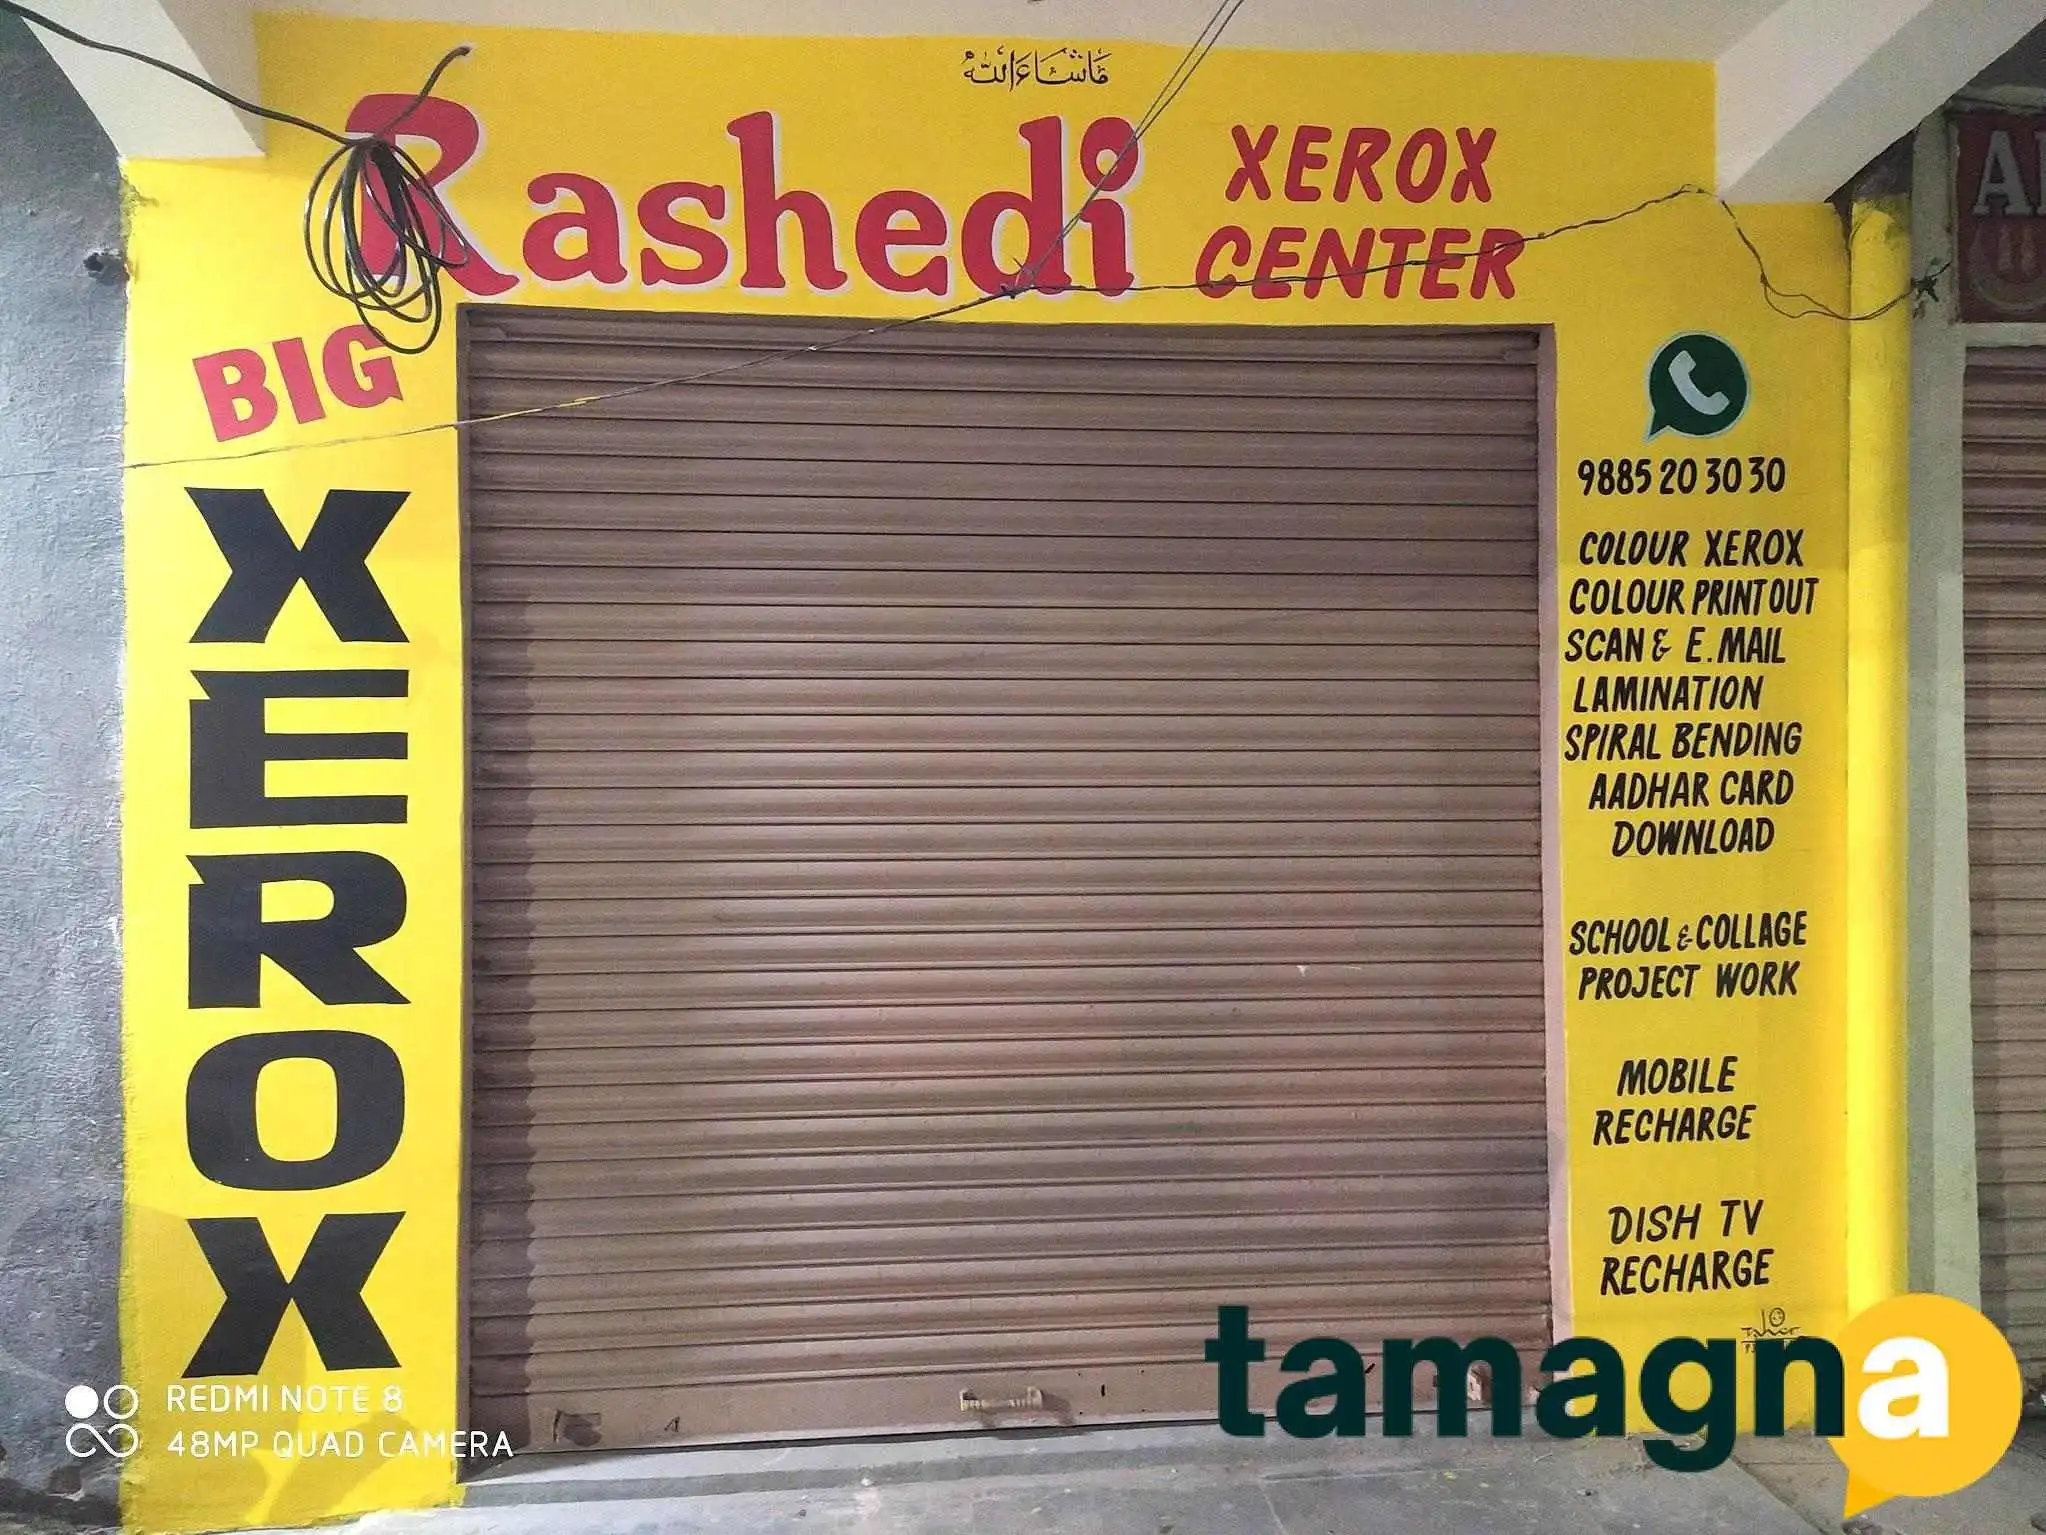 مَاشَاءَاللّٰهُ
Rashedi XEROX
CENTER
BIG
XEROX
9885 20 30 30
COLOUR XEROX
COLOUR PRINTOUT
SCAN & E.MAIL
LAMINATION
SPIRAL BENDING
AADHAR CARD
DOWNLOAD
SCHOOL & COLLAGE
PROJECT WORK
MOBILE
RECHARGE
DISH TV
RECHARGE
REDMI NOTE 8
48MP QUAD CAMERA
tamagna